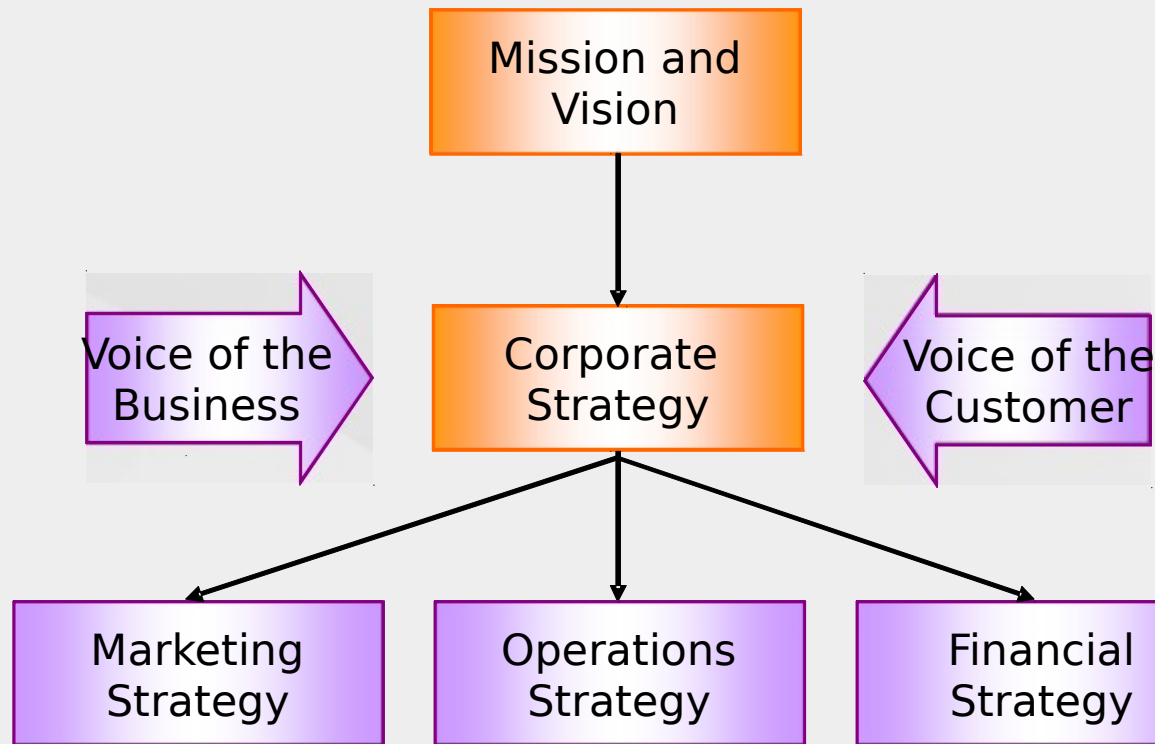 Mission and
Vision
Voice of the
Business
Corporate
Strategy
Voice of the
Customer
Marketing
Strategy
Operations
Strategy
Financial
Strategy